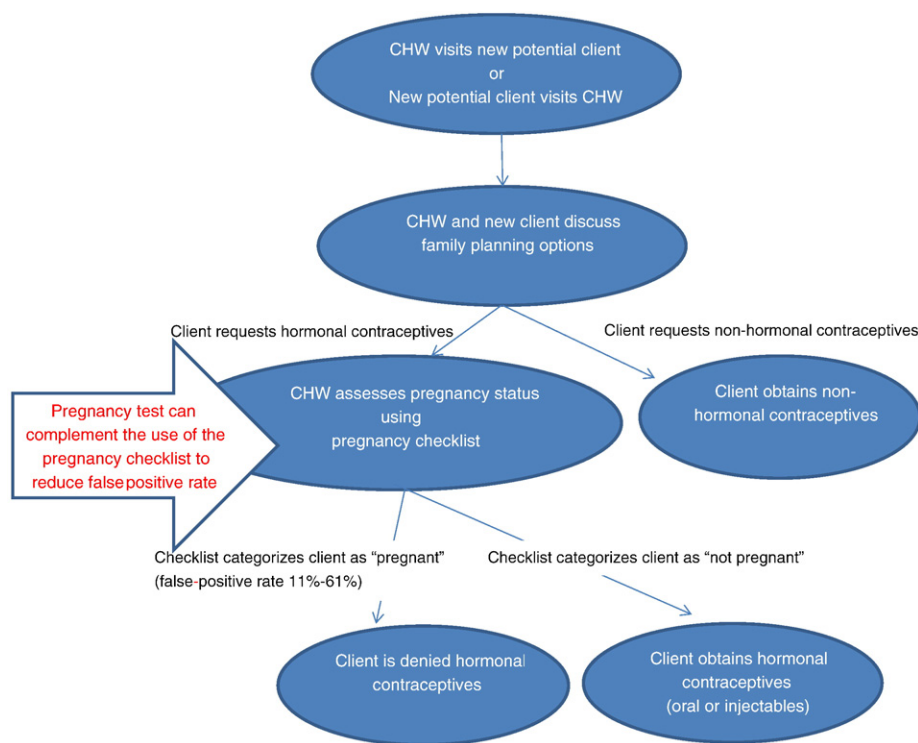 CHW visits new potential client
or
New potential client visits CHW
CHW and new client discuss
family planning options
Client requests hormonal contraceptives
Client requests non-hormonal contraceptives
Pregnancy test can
complement the use of the
pregnancy checklist to
reduce false positive rate
CHW assesses pregnancy status
using
pregnancy checklist
Client obtains non-
hormonal contraceptives
Checklist categorizes client as “pregnant”
(false-positive rate 11%-61%)
Checklist categorizes client as “not pregnant”
Client is denied hormonal
contraceptives
Client obtains hormonal
contraceptives
(oral or injectables)